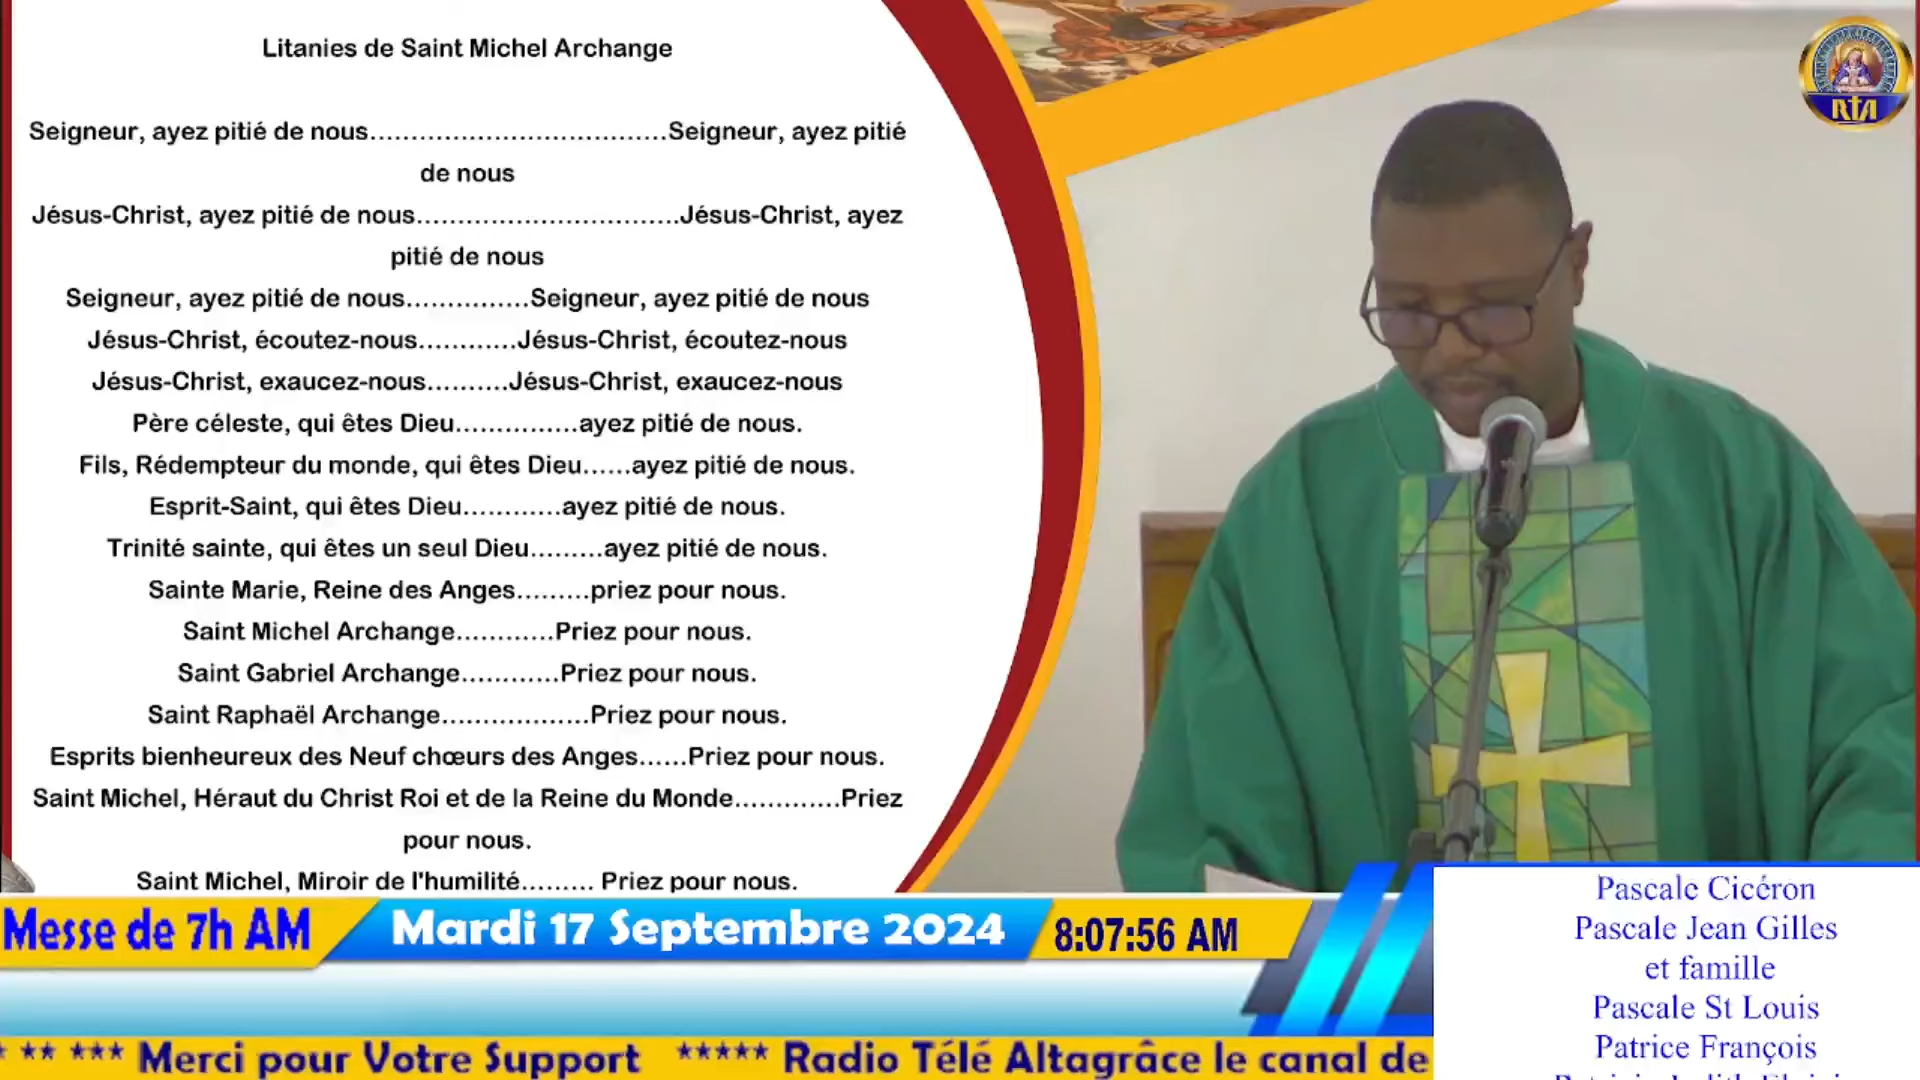 Litanies de Saint Michel Archange
Seigneur, ayez pitié de nous.................................Seigneur, ayez pitié
de nous
Jésus-Christ, ayez pitié de nous................................Jésus-Christ, ayez
pitié de nous
Seigneur, ayez pitié de nous...............Seigneur, ayez pitié de nous
Jésus-Christ, écoutez-nous............Jésus-Christ, écoutez-nous
Jésus-Christ, exaucez-nous..........Jésus-Christ, exaucez-nous
Père céleste, qui êtes Dieu...............ayez pitié de nous.
Fils, Rédempteur du monde, qui êtes Dieu......ayez pitié de nous.
Esprit-Saint, qui êtes Dieu............ayez pitié de nous.
Trinité sainte, qui êtes un seul Dieu.........ayez pitié de nous.
Sainte Marie, Reine des Anges.........priez pour nous.
Saint Michel Archange............Priez pour nous.
Saint Gabriel Archange............Priez pour nous.
Saint Raphaël Archange..................Priez pour nous.
Esprits bienheureux des Neuf chœurs des Anges......Priez pour nous.
Saint Michel, Héraut du Christ Roi et de la Reine du Monde.............Priez
pour nous.
Saint Michel, Miroir de l'humilité......... Priez pour nous.
RTA
Messe de 7h AM
Mardi 17 Septembre 2024
8:07:56 AM
Pascale Cicéron
Pascale Jean Gilles
et famille
Pascale St Louis
Patrice François
* ** *** Merci pour Votre Support ***** Radio Télé Altagrâce le canal de